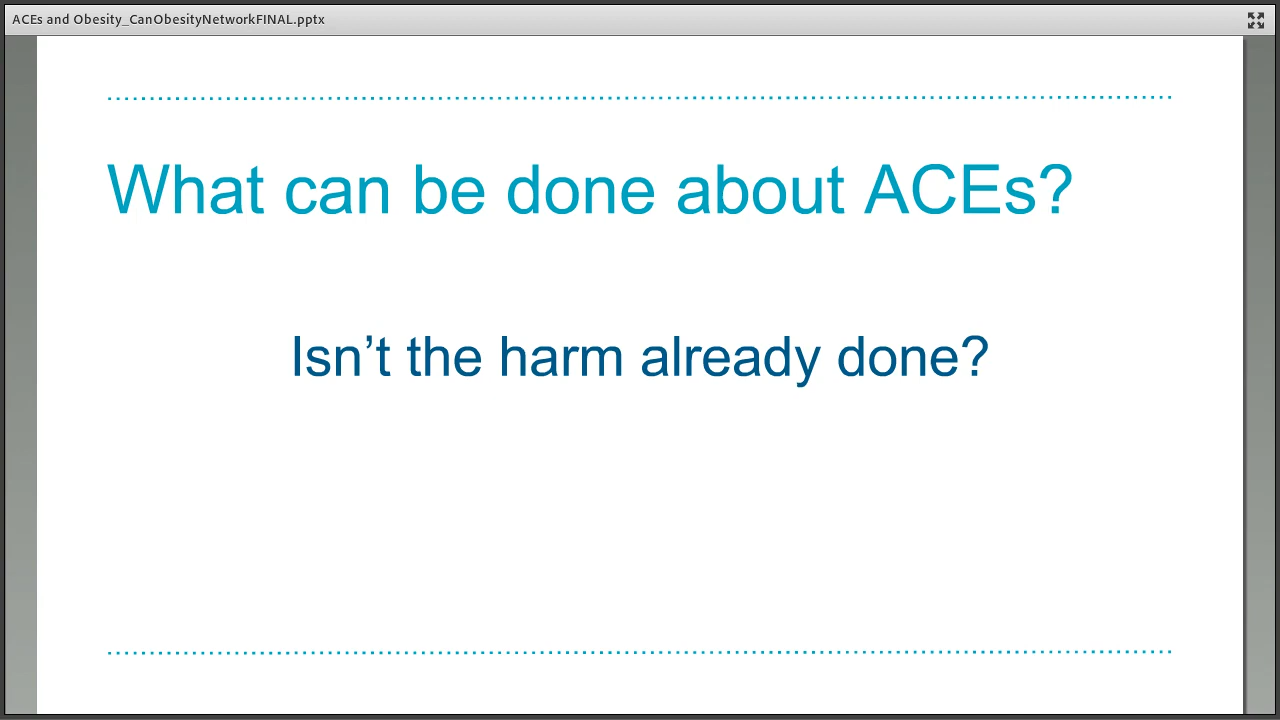 ACEs and Obesity_CanObesityNetworkFINAL.pptx
What can be done about ACEs?
Isn’t the harm already done?